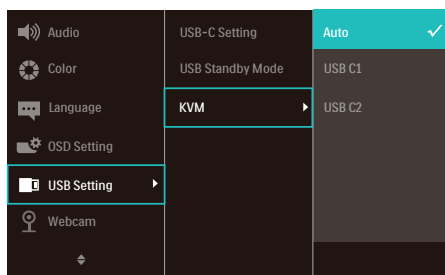 Audio
Color
Language
OSD Setting
USB Setting
Webcam
USB-C Setting
USB Standby Mode
KVM
Auto
USB C1
USB C2